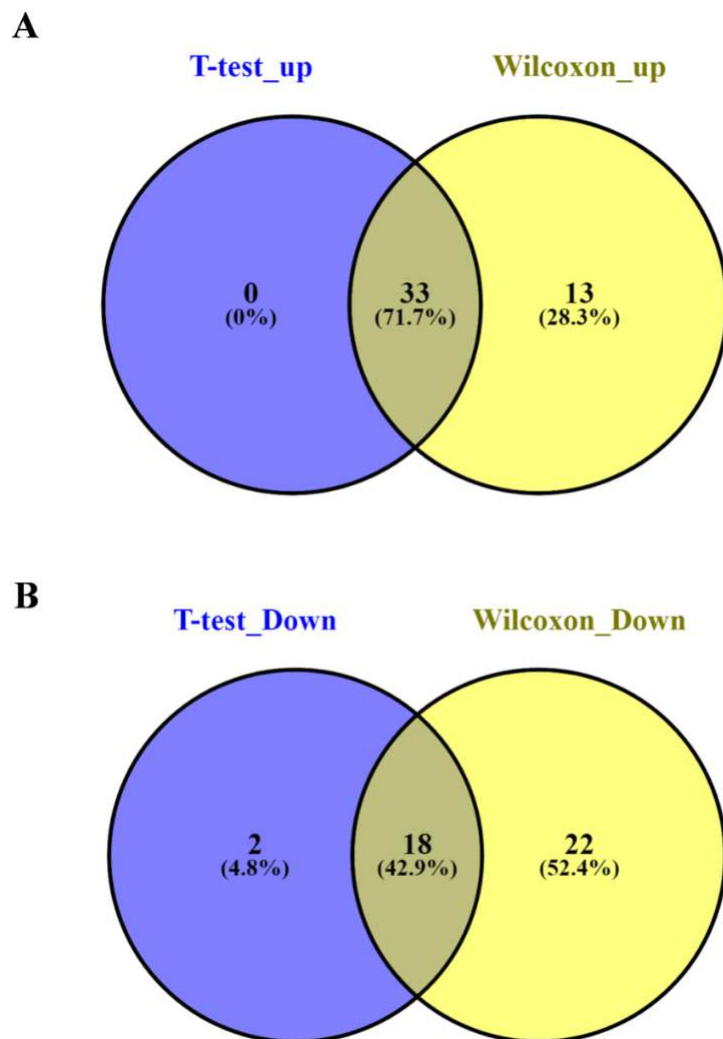 A
T-test_up Wilcoxon_up
0 33 13
(0%) (71.7%) (28.3%)
B
T-test_Down Wilcoxon_Down
2 18 22
(4.8%) (42.9%) (52.4%)